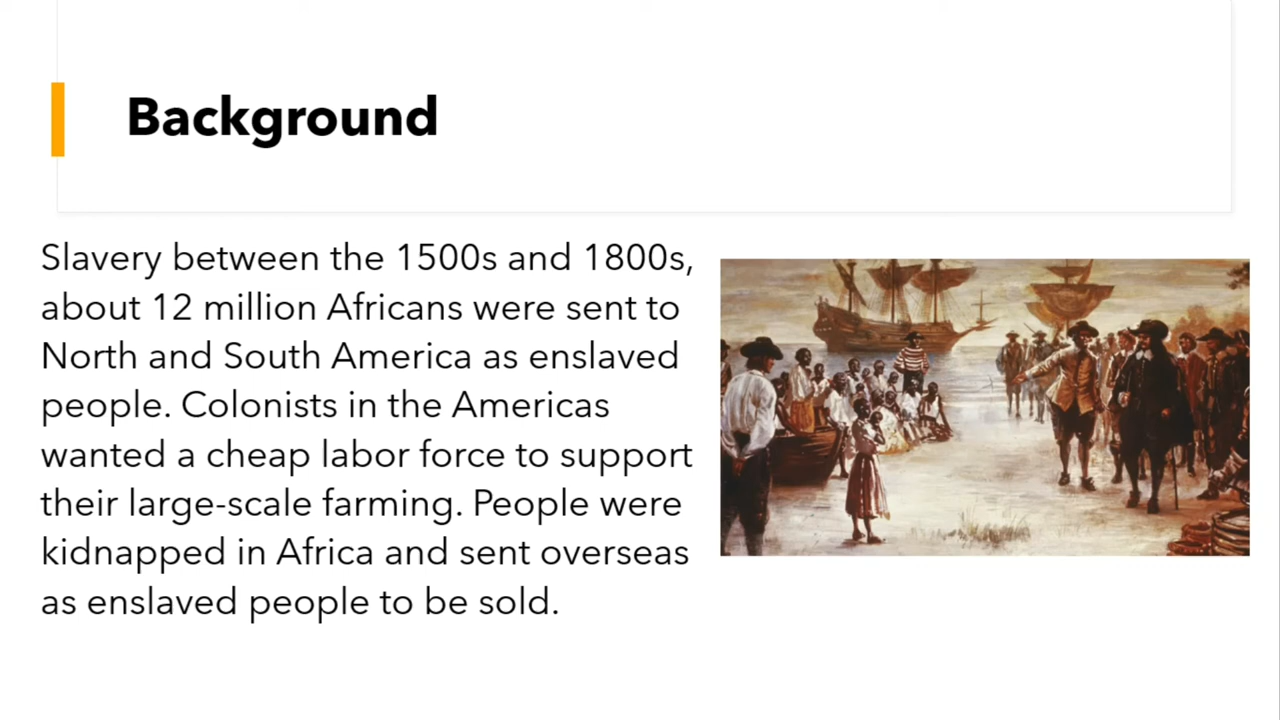 Background
Slavery between the 1500s and 1800s,
about 12 million Africans were sent to
North and South America as enslaved
people. Colonists in the Americas
wanted a cheap labor force to support
their large-scale farming. People were
kidnapped in Africa and sent overseas
as enslaved people to be sold.